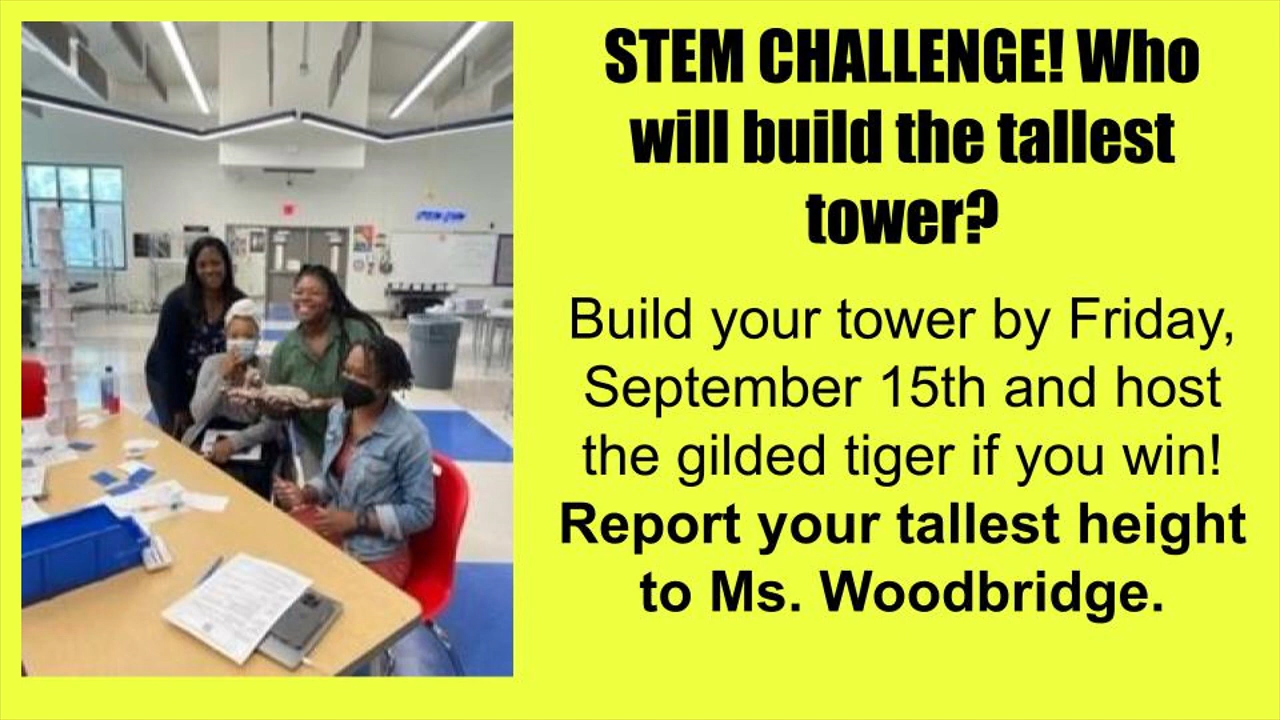 STEM CHALLENGE! Who
will build the tallest
tower?
Build your tower by Friday,
September 15th and host
the gilded tiger if you win!
Report your tallest height
to Ms. Woodbridge.